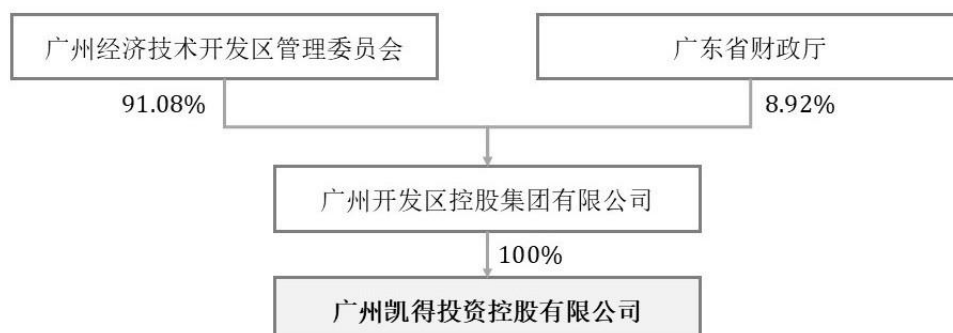 广州经济技术开发区管理委员会
广东省财政厅
91.08%
8.92%
广州开发区控股集团有限公司
100%
广州凯得投资控股有限公司